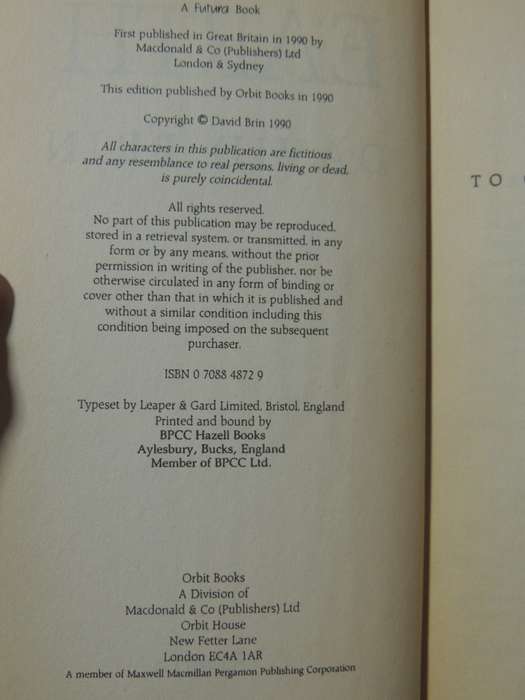 A Futura Book
First published in Great Britain in 1990 by
Macdonald & Co (Publishers) Ltd
London & Sydney
This edition published by Orbit Books in 1990
Copyright © David Brin 1990
All characters in this publication are fictitious
and any resemblance to real persons, living or dead,
is purely coincidental.
All rights reserved.
No part of this publication may be reproduced,
stored in a retrieval system, or transmitted, in any
form or by any means, without the prior
permission in writing of the publisher, nor be
otherwise circulated in any form of binding or
cover other than that in which it is published and
without a similar condition including this
condition being imposed on the subsequent
purchaser.
ISBN 0 7088 4872 9
Typeset by Leaper & Gard Limited, Bristol, England
Printed and bound by
BPCC Hazell Books
Aylesbury, Bucks, England
Member of BPCC Ltd.
Orbit Books
A Division of
Macdonald & Co (Publishers) Ltd
Orbit House
New Fetter Lane
London EC4A 1AR
A member of Maxwell Macmillan Pergamon Publishing Corporation
TO